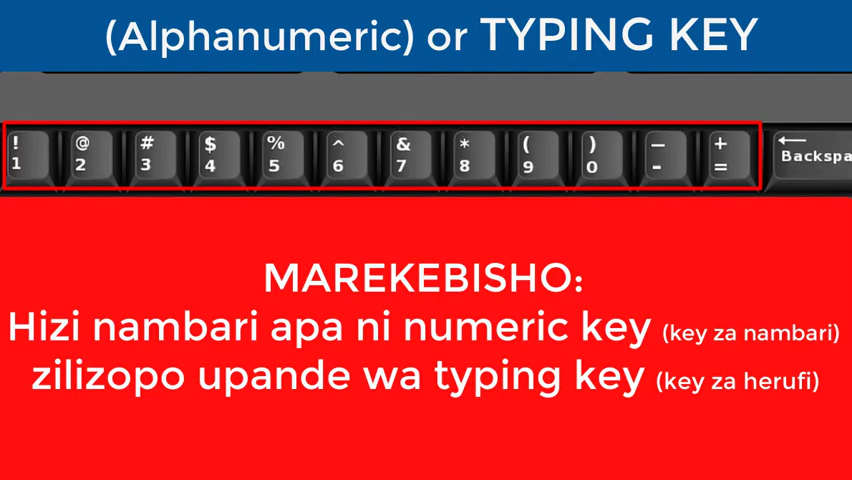 (Alphanumeric) or TYPING KEY
! @ # $ % ^ & * ( ) — +
1 2 3 4 5 6 7 8 9 0 - = Backspa
MAREKEBISHO:
Hizi nambari apa ni numeric key (key za nambari)
zilizopo upande wa typing key (key za herufi)